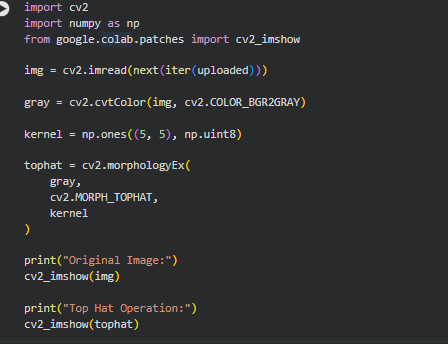 import cv2
import numpy as np
from google.colab.patches import cv2_imshow
img = cv2.imread(next(iter(uploaded)))
gray = cv2.cvtColor(img, cv2.COLOR_BGR2GRAY)
kernel = np.ones((5, 5), np.uint8)
tophat = cv2.morphologyEx(
    gray,
    cv2.MORPH_TOPHAT,
    kernel
)
print("Original Image:")
cv2_imshow(img)
print("Top Hat Operation:")
cv2_imshow(tophat)